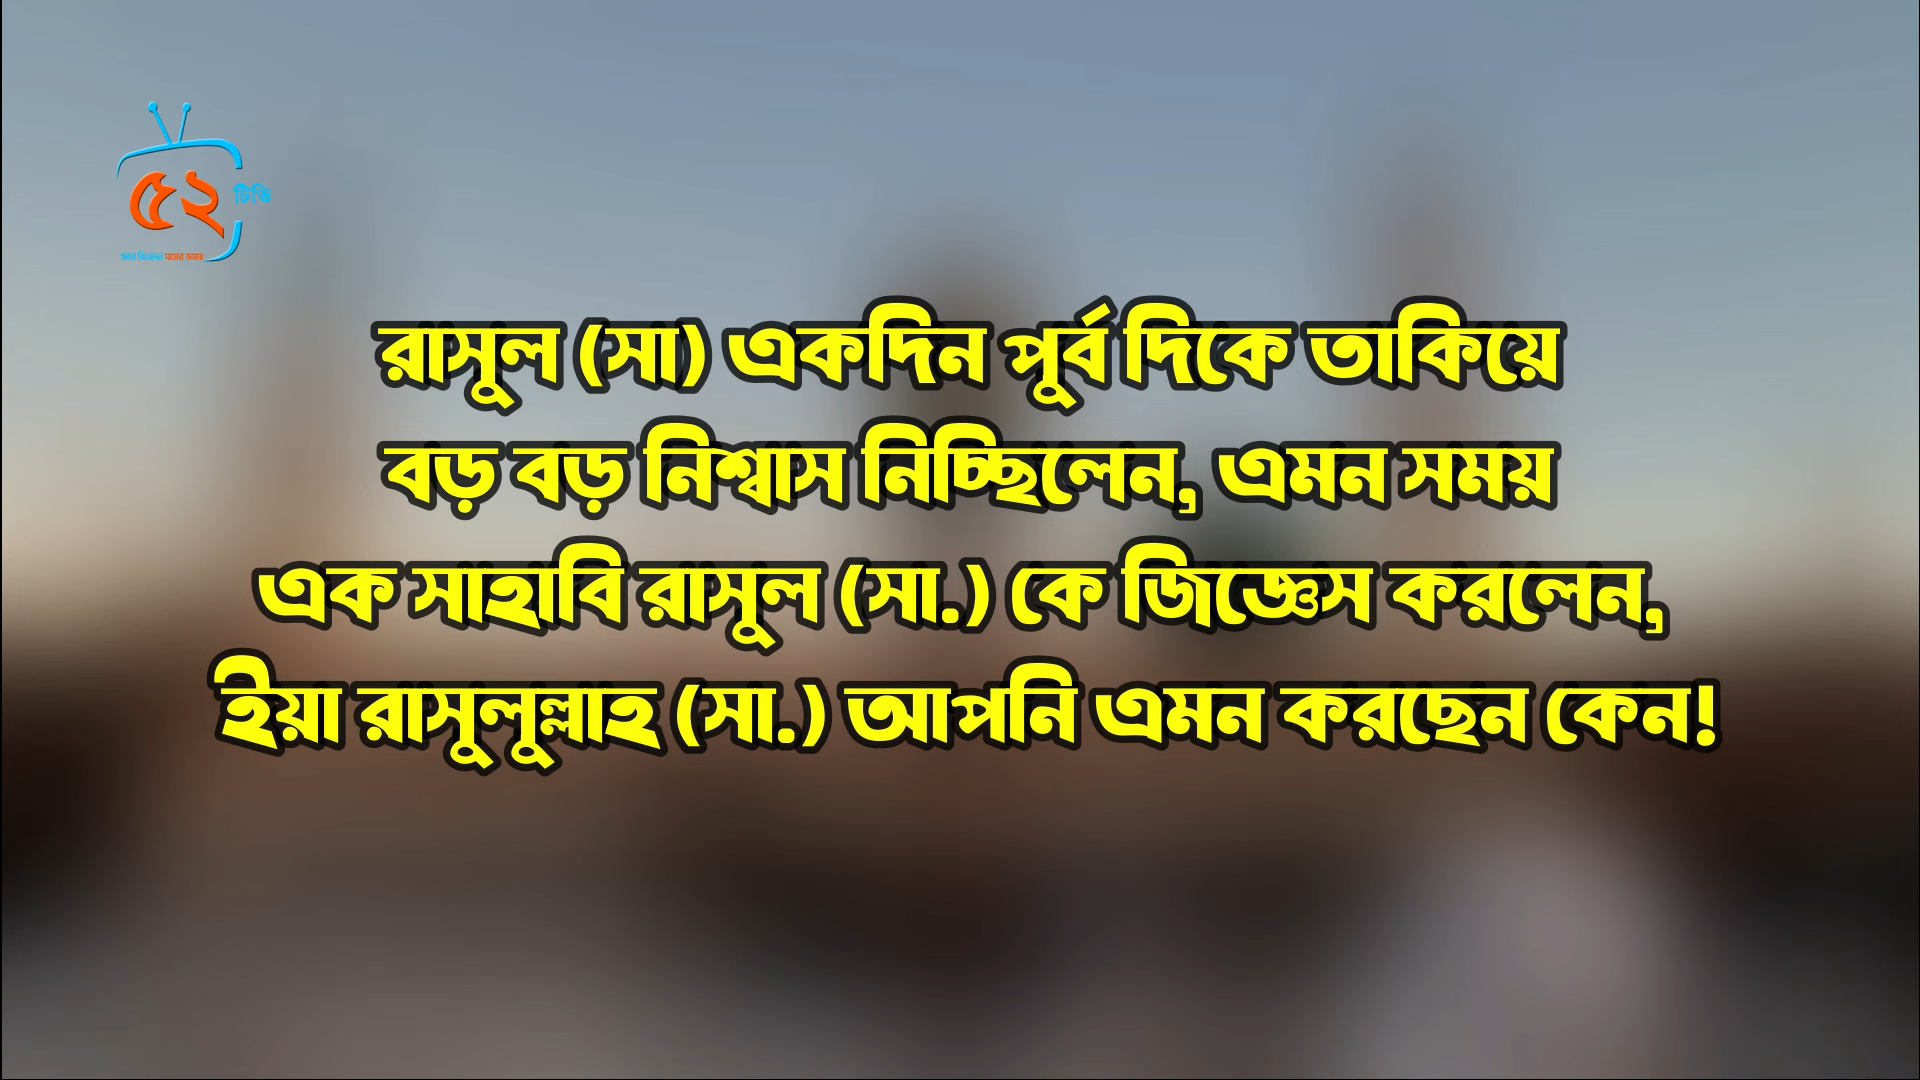 ৫২
টিভি
রাসুল (সা) একদিন পুর্ব দিকে তাকিয়ে
বড় বড় নিশ্বাস নিচ্ছিলেন, এমন সময়
এক সাহাবি রাসুল (সা.) কে জিজ্ঞেস করলেন,
ইয়া রাসুলুল্লাহ (সা.) আপনি এমন করছেন কেন!